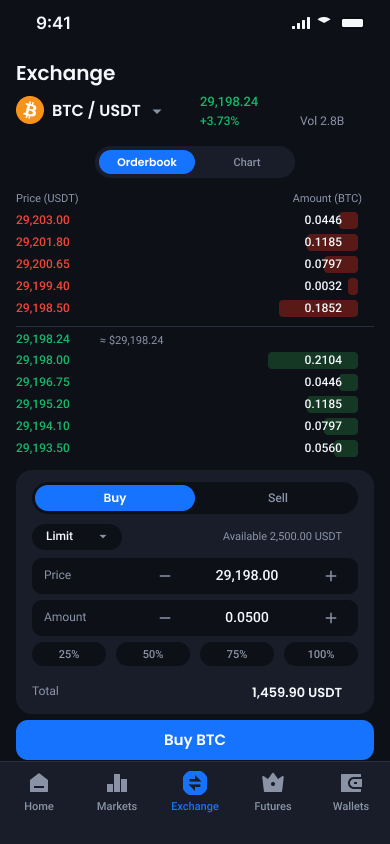 9:41
Exchange
BTC / USDT
29,198.24
+3.73%
Vol 2.8B
Orderbook Chart
Price (USDT) Amount (BTC)
29,203.00 0.0446
29,201.80 0.1185
29,200.65 0.0797
29,199.40 0.0032
29,198.50 0.1852
29,198.24 ≈ $29,198.24
29,198.00 0.2104
29,196.75 0.0446
29,195.20 0.1185
29,194.10 0.0797
29,193.50 0.0560
Buy Sell
Limit Available 2,500.00 USDT
Price − 29,198.00 +
Amount − 0.0500 +
25% 50% 75% 100%
Total 1,459.90 USDT
Buy BTC
Home Markets Exchange Futures Wallets